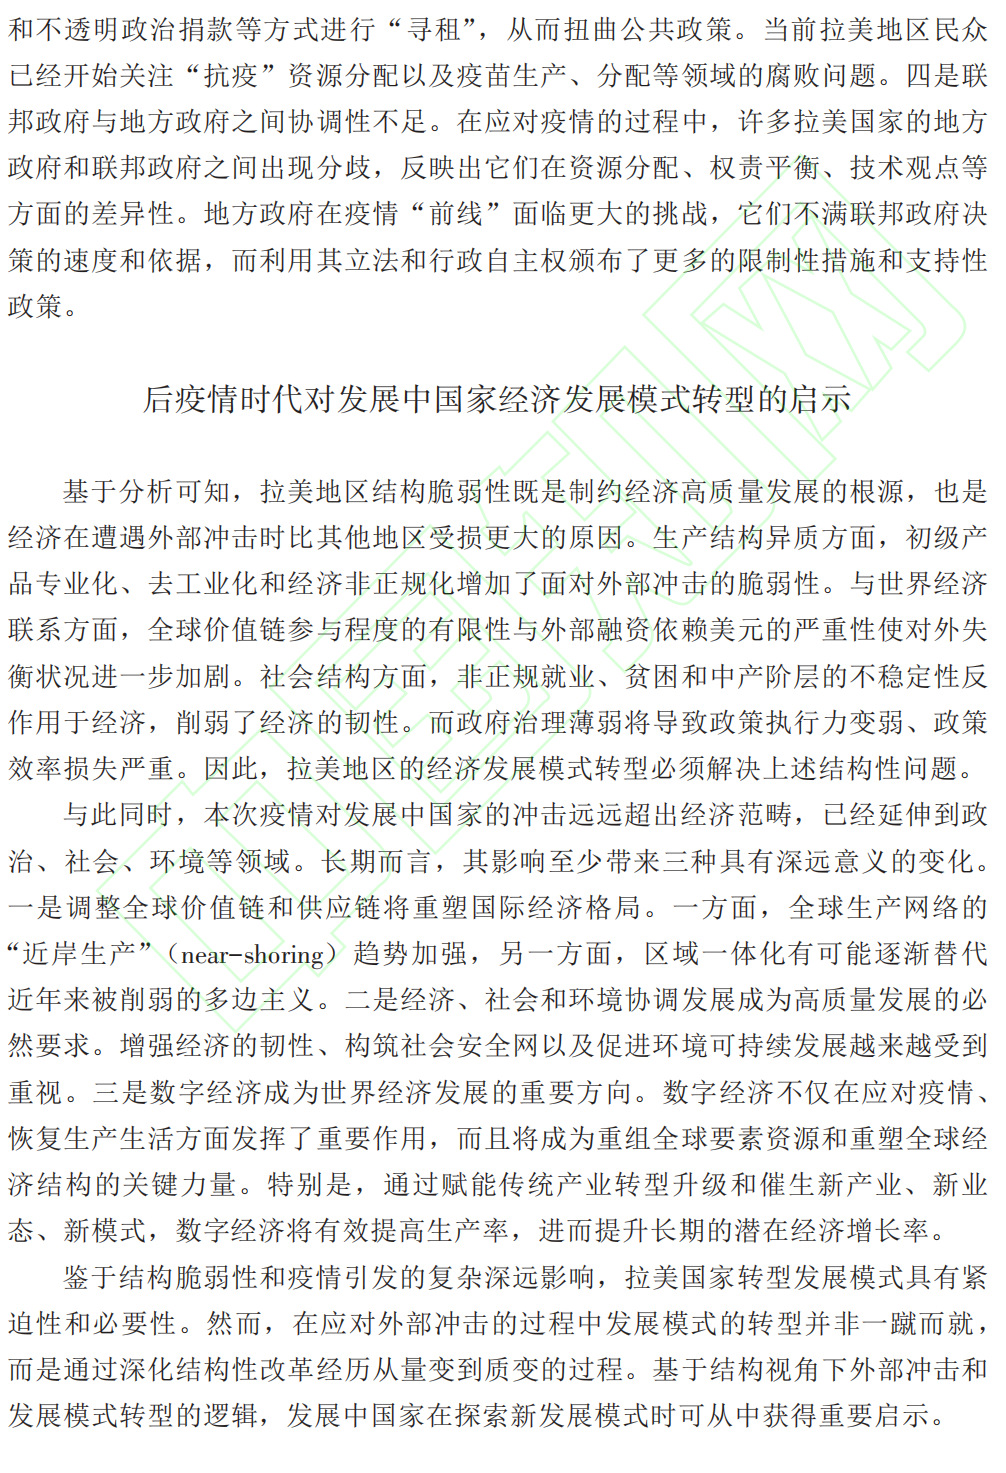 和不透明政治捐款等方式进行“寻租”，从而扭曲公共政策。当前拉美地区民众
已经开始关注“抗疫”资源分配以及疫苗生产、分配等领域的腐败问题。四是联
邦政府与地方政府之间协调性不足。在应对疫情的过程中，许多拉美国家的地方
政府和联邦政府之间出现分歧，反映出它们在资源分配、权责平衡、技术观点等
方面的差异性。地方政府在疫情“前线”面临更大的挑战，它们不满联邦政府决
策的速度和依据，而利用其立法和行政自主权颁布了更多的限制性措施和支持性
政策。
后疫情时代对发展中国家经济发展模式转型的启示
基于分析可知，拉美地区结构脆弱性既是制约经济高质量发展的根源，也是
经济在遭遇外部冲击时比其他地区受损更大的原因。生产结构异质方面，初级产
品专业化、去工业化和经济非正规化增加了面对外部冲击的脆弱性。与世界经济
联系方面，全球价值链参与程度的有限性与外部融资依赖美元的严重性使对外失
衡状况进一步加剧。社会结构方面，非正规就业、贫困和中产阶层的不稳定性反
作用于经济，削弱了经济的韧性。而政府治理薄弱将导致政策执行力变弱、政策
效率损失严重。因此，拉美地区的经济发展模式转型必须解决上述结构性问题。
与此同时，本次疫情对发展中国家的冲击远远超出经济范畴，已经延伸到政
治、社会、环境等领域。长期而言，其影响至少带来三种具有深远意义的变化。
一是调整全球价值链和供应链将重塑国际经济格局。一方面，全球生产网络的
“近岸生产”（near-shoring）趋势加强，另一方面，区域一体化有可能逐渐替代
近年来被削弱的多边主义。二是经济、社会和环境协调发展成为高质量发展的必
然要求。增强经济的韧性、构筑社会安全网以及促进环境可持续发展越来越受到
重视。三是数字经济成为世界经济发展的重要方向。数字经济不仅在应对疫情、
恢复生产生活方面发挥了重要作用，而且将成为重组全球要素资源和重塑全球经
济结构的关键力量。特别是，通过赋能传统产业转型升级和催生新产业、新业
态、新模式，数字经济将有效提高生产率，进而提升长期的潜在经济增长率。
鉴于结构脆弱性和疫情引发的复杂深远影响，拉美国家转型发展模式具有紧
迫性和必要性。然而，在应对外部冲击的过程中发展模式的转型并非一蹴而就，
而是通过深化结构性改革经历从量变到质变的过程。基于结构视角下外部冲击和
发展模式转型的逻辑，发展中国家在探索新发展模式时可从中获得重要启示。
中国知网